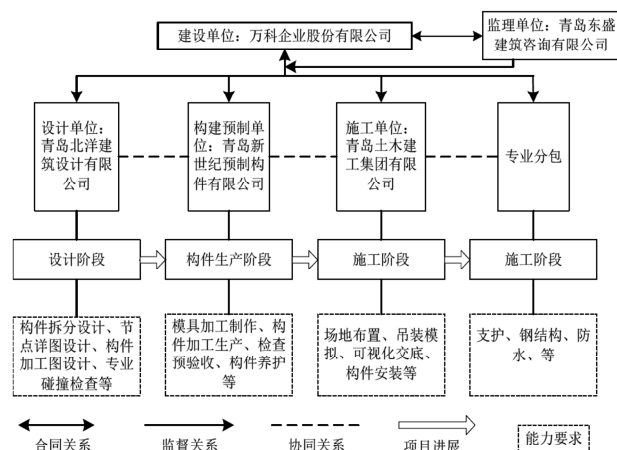 建设单位：万科企业股份有限公司
监理单位：青岛东盛
建筑咨询有限公司
设计单位：
青岛北洋建
筑设计有限
公司
构建预制单
位：青岛新
世纪预制构
件有限公司
施工单位：
青岛土木建
工集团有限
公司
专业分包
设计阶段
构件生产阶段
施工阶段
施工阶段
构件拆分设计、节
点详图设计、构件
加工图设计、专业
碰撞检查等
模具加工制作、构
件加工生产、检查
预验收、构件养护
等
场地布置、吊装模
拟、可视化交底、
构件安装等
支护、钢结构、防
水、等
合同关系
监督关系
协同关系
项目进展
能力要求